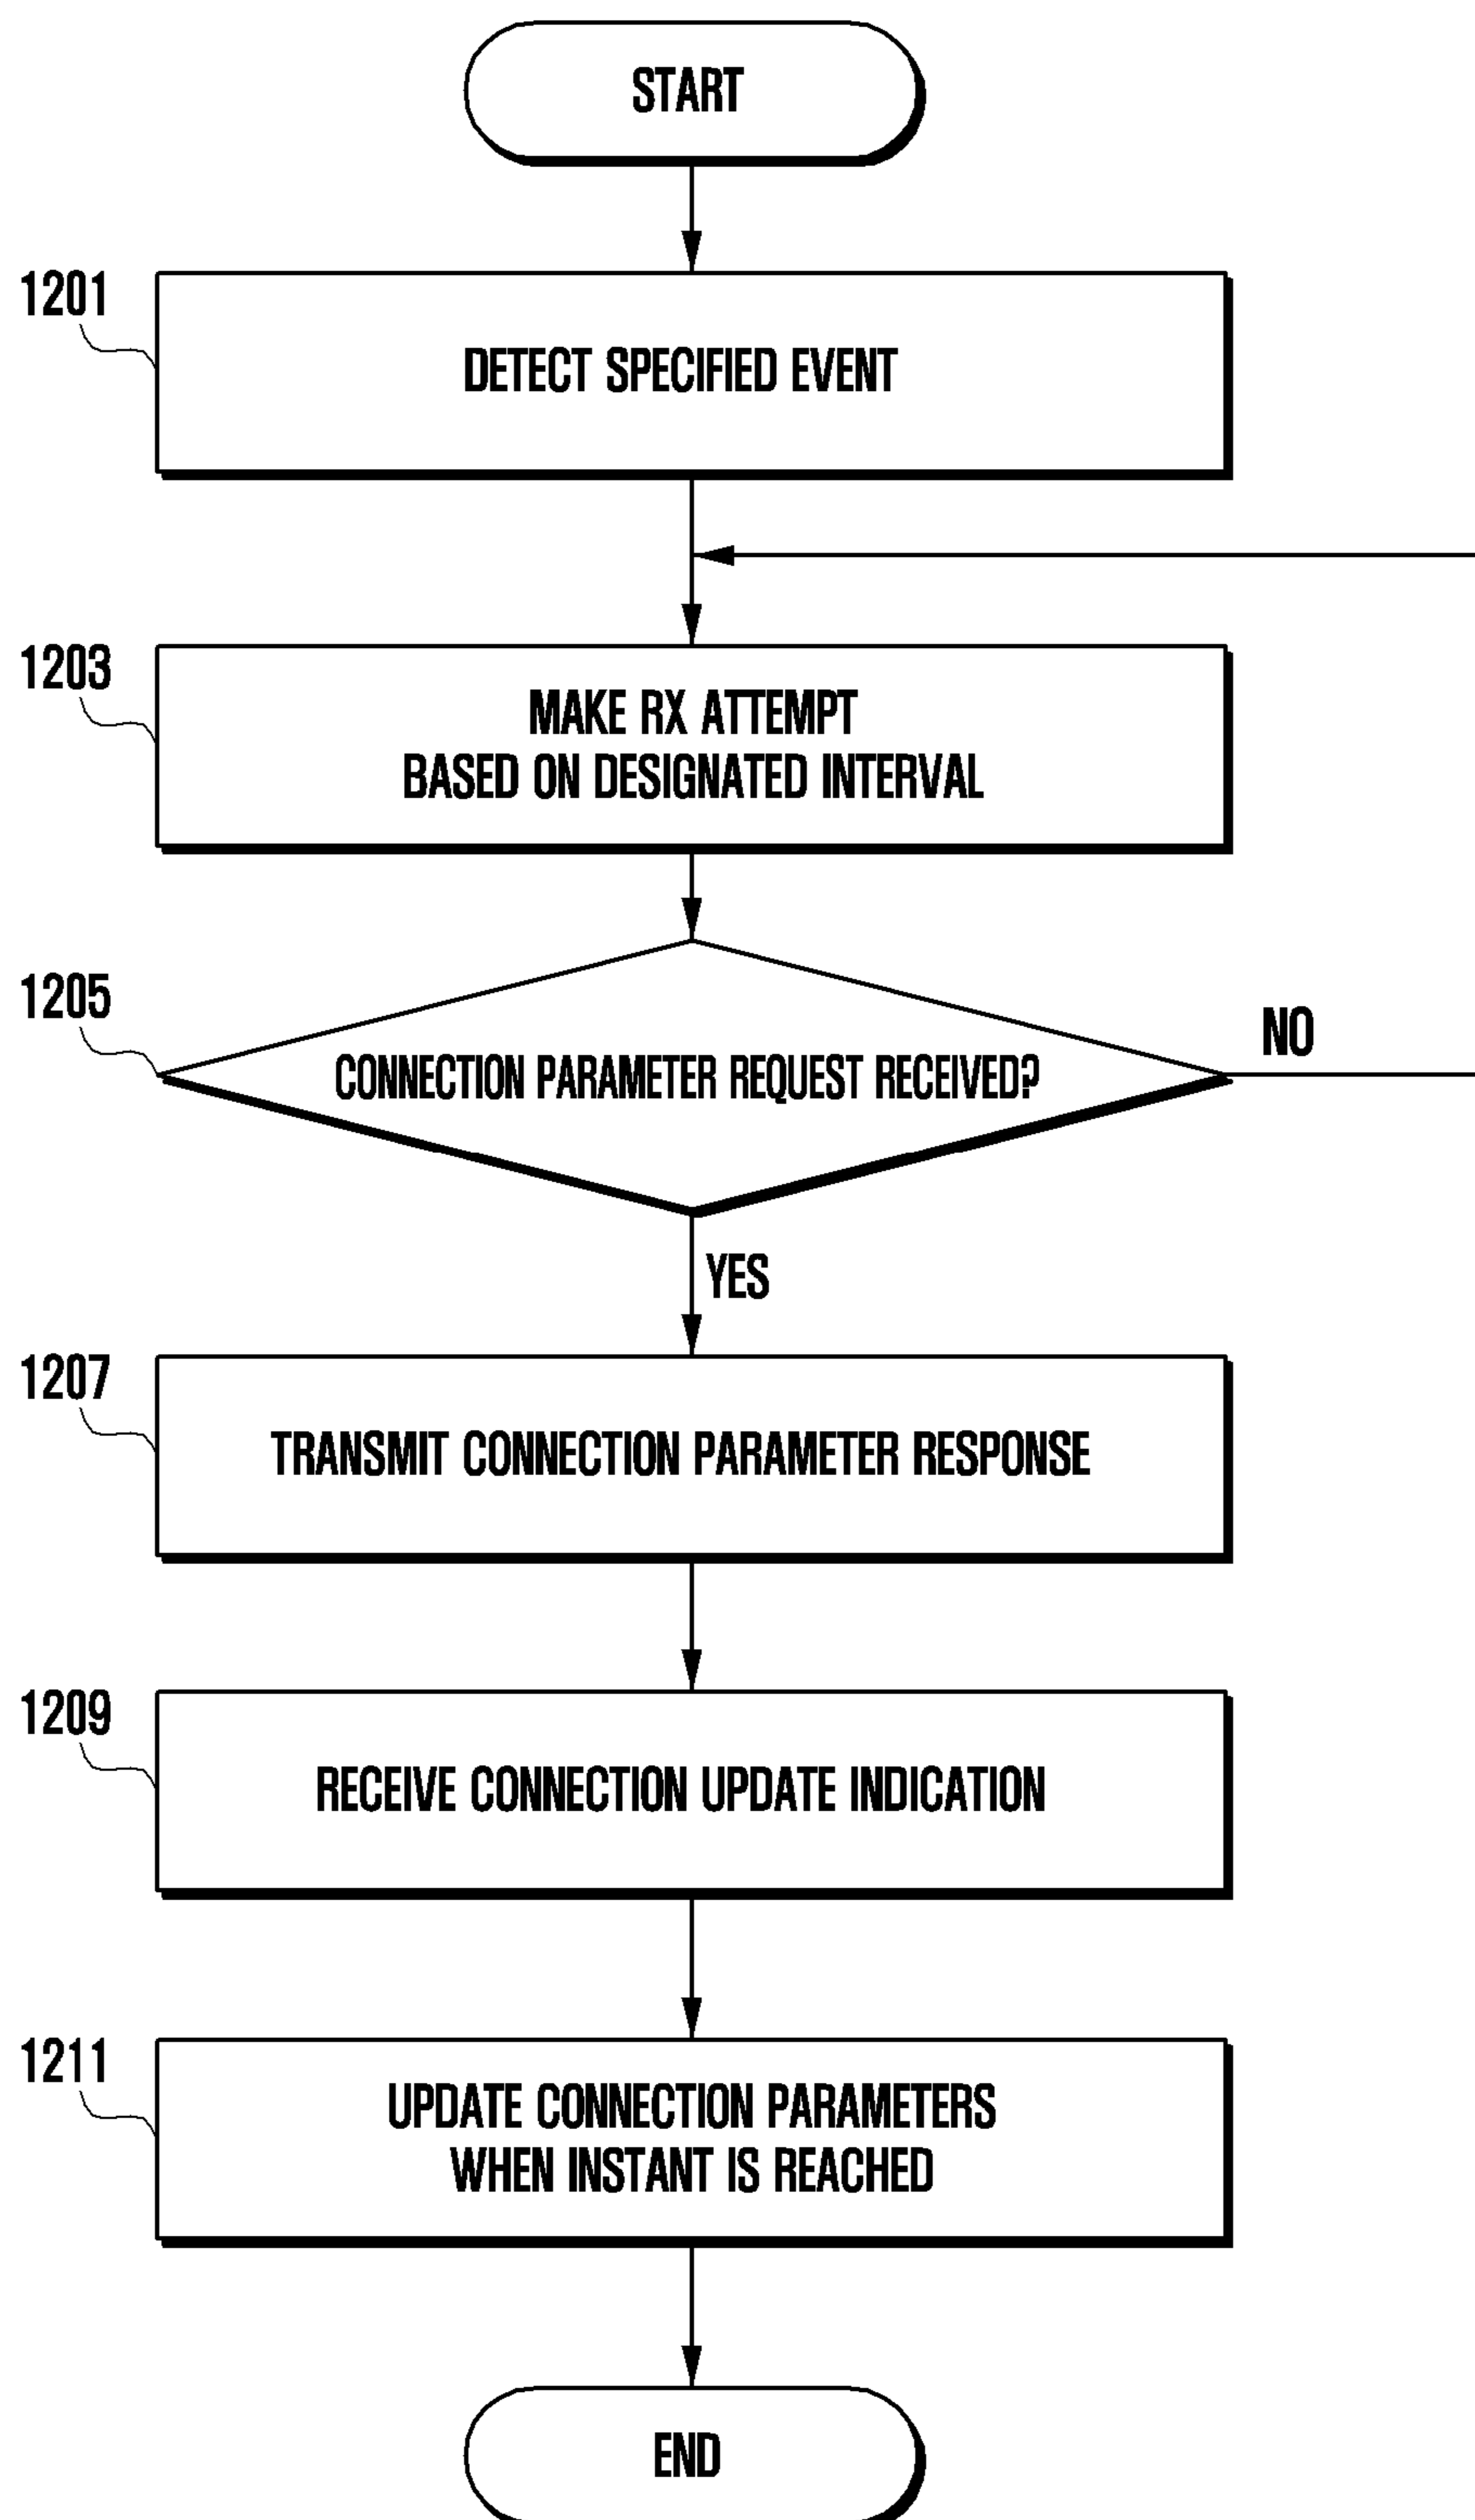 START
1201
DETECT SPECIFIED EVENT
1203
MAKE RX ATTEMPT
BASED ON DESIGNATED INTERVAL
1205
CONNECTION PARAMETER REQUEST RECEIVED?
NO
YES
1207
TRANSMIT CONNECTION PARAMETER RESPONSE
1209
RECEIVE CONNECTION UPDATE INDICATION
1211
UPDATE CONNECTION PARAMETERS
WHEN INSTANT IS REACHED
END